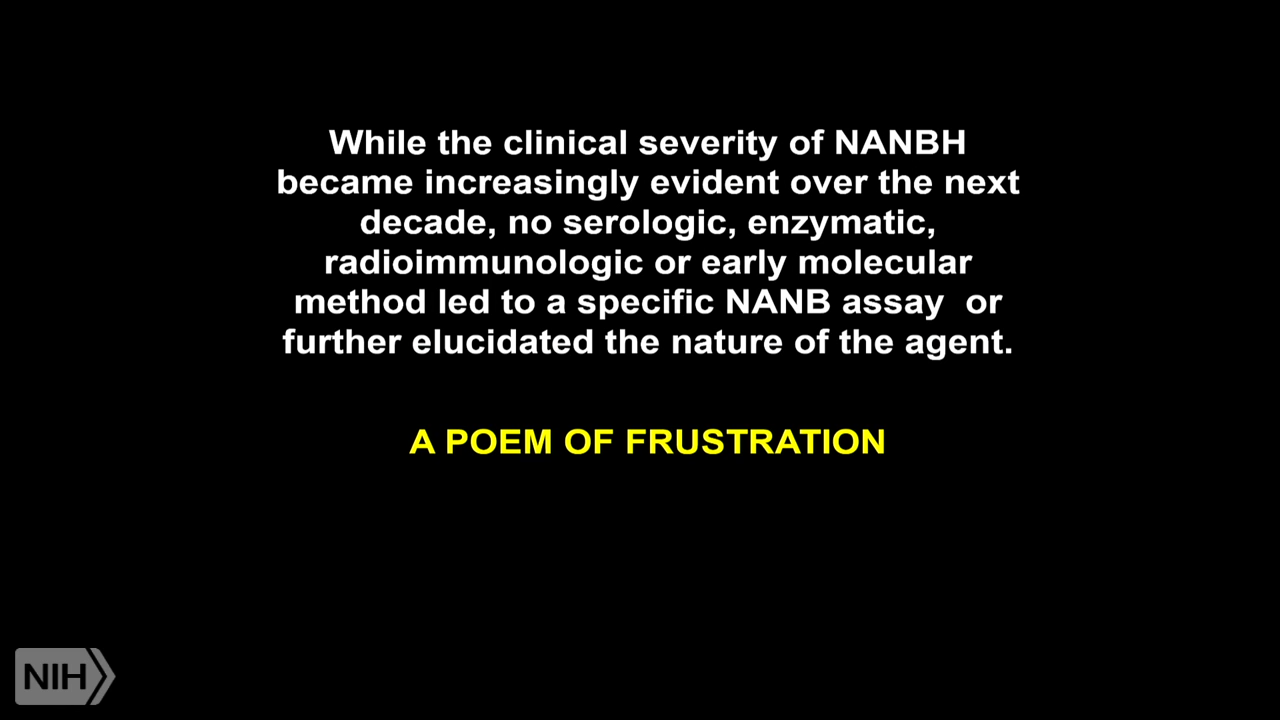 While the clinical severity of NANBH
became increasingly evident over the next
decade, no serologic, enzymatic,
radioimmunologic or early molecular
method led to a specific NANB assay  or
further elucidated the nature of the agent.
A POEM OF FRUSTRATION
NIH